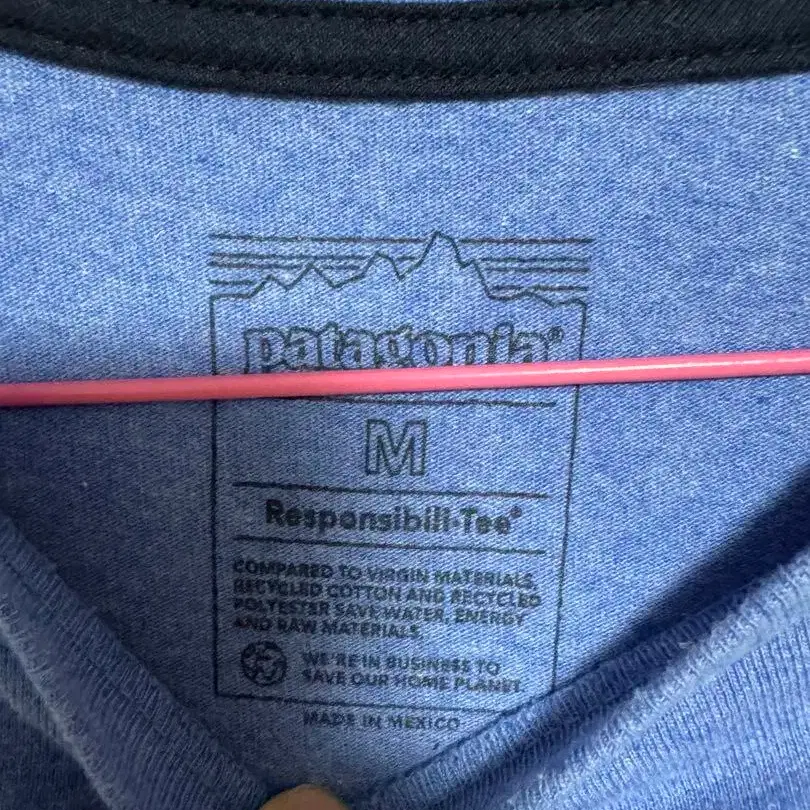 patagonia®
M
Responsibili-Tee®
COMPARED TO VIRGIN MATERIALS,
RECYCLED COTTON AND RECYCLED
POLYESTER SAVE WATER, ENERGY
AND RAW MATERIALS.
WE'RE IN BUSINESS TO
SAVE OUR HOME PLANET.
MADE IN MEXICO